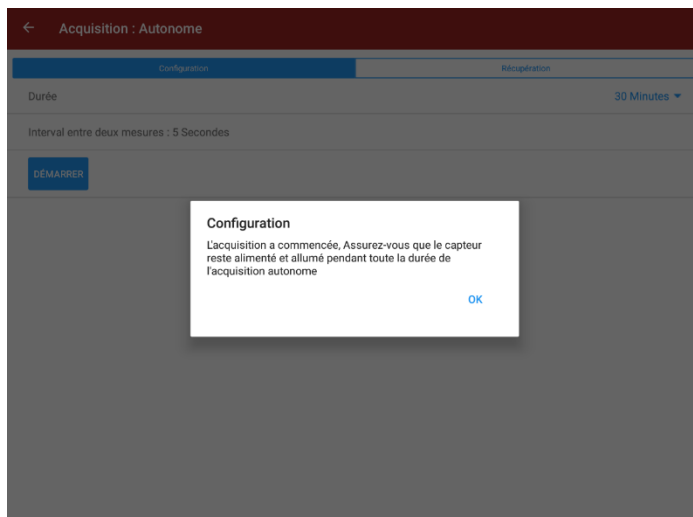 Acquisition : Autonome
Configuration
Récupération
Durée
30 Minutes
Interval entre deux mesures : 5 Secondes
DÉMARRER
Configuration
L'acquisition a commencée, Assurez-vous que le capteur
reste alimenté et allumé pendant toute la durée de
l'acquisition autonome
OK